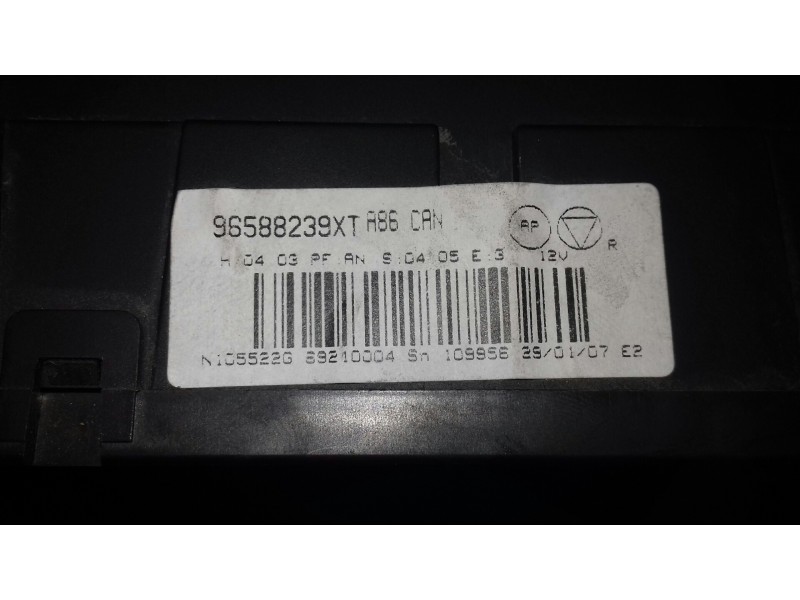 96588239XT A86 CAN
AP
R
H:04 03 PF:AN S:04 05 E:3 12V
N105522G 69210004 Sn 109956 29/01/07 E2